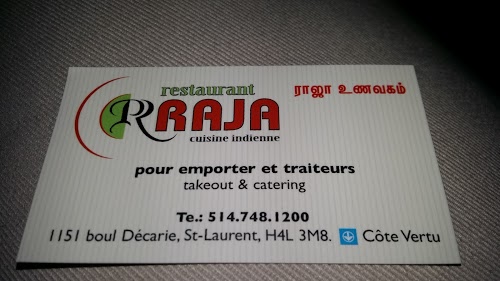 restaurant
RAJA
cuisine indienne
ராஜா உணவகம்
pour emporter et traiteurs
takeout & catering
Te.: 514.748.1200
1151 boul Décarie, St-Laurent, H4L 3M8. Côte Vertu